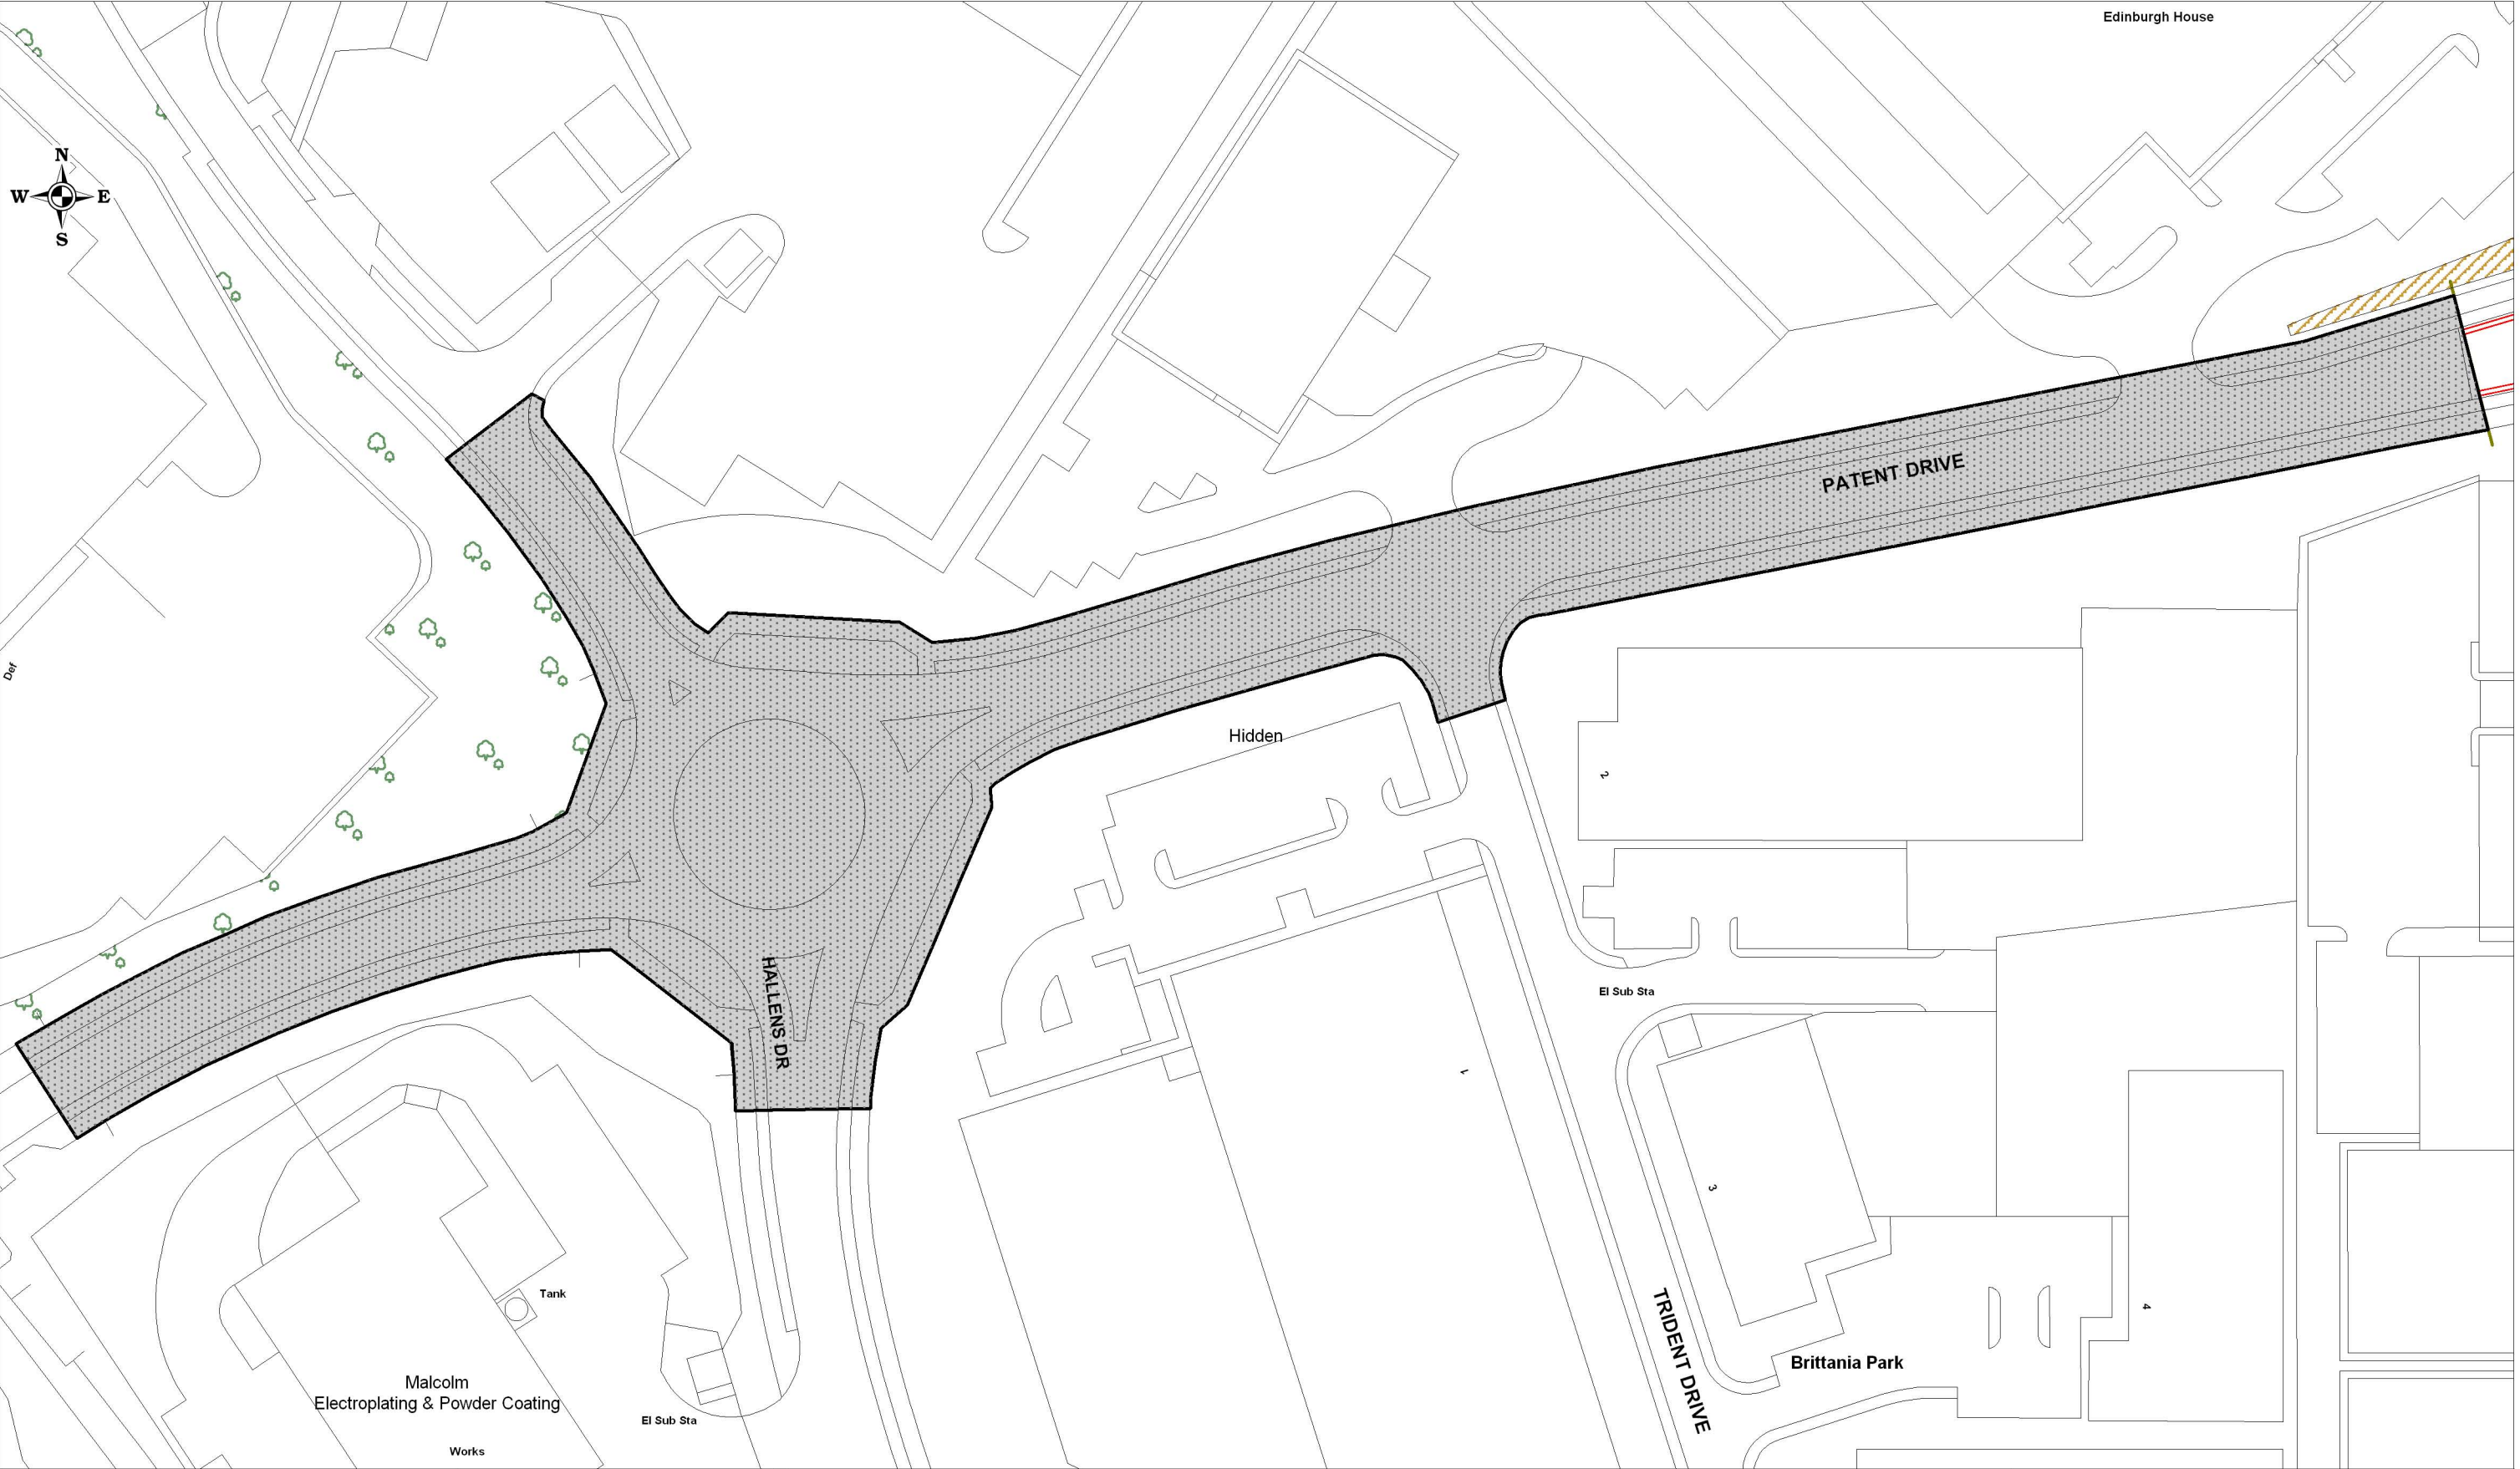 Edinburgh House
N
W E
S
PATENT DRIVE
Def
Hidden
2
HALLENS DR
El Sub Sta
1
3
TRIDENT DRIVE
Tank
4
Brittania Park
Malcolm
Electroplating & Powder Coating
El Sub Sta
Works